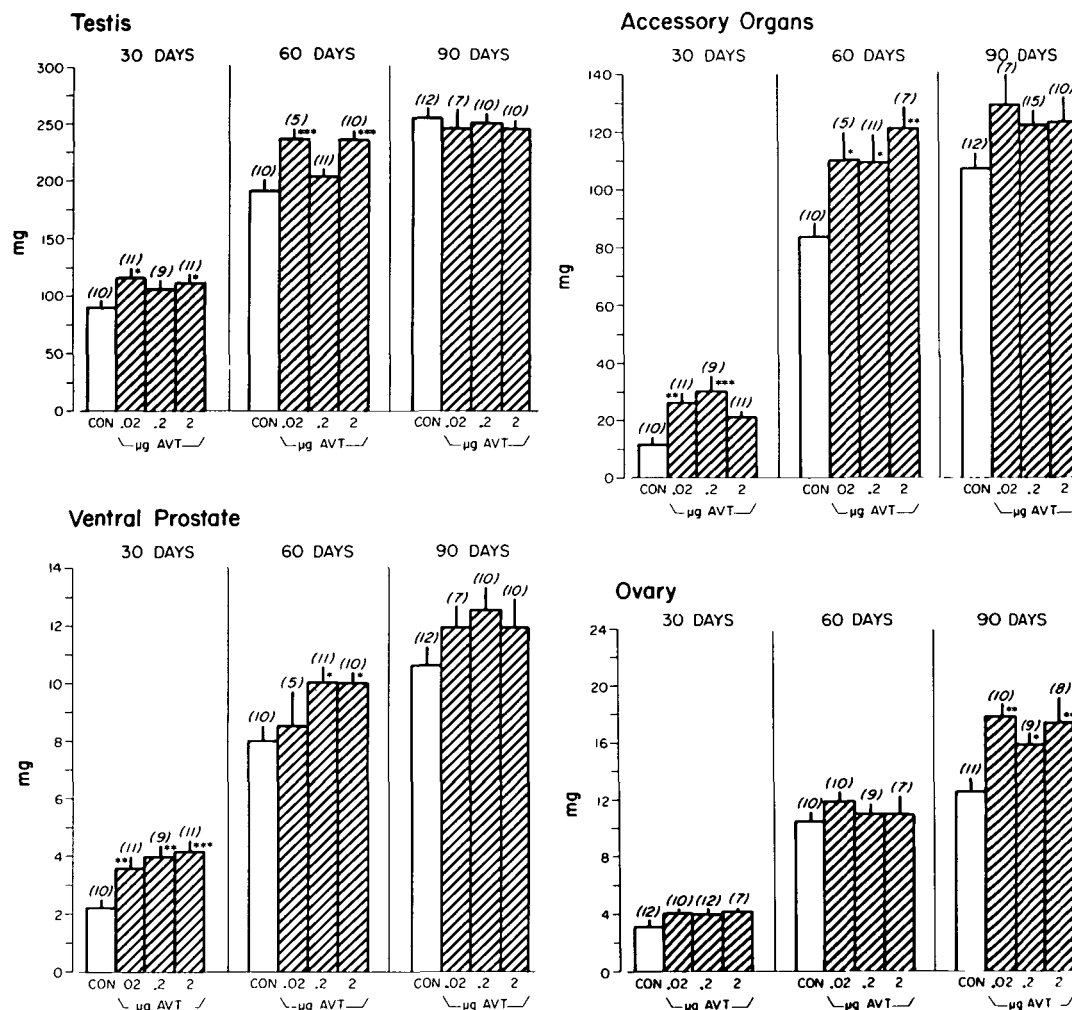 Testis
30 DAYS 60 DAYS 90 DAYS
300
250
200
150
100
50
0
mg
(10) (11) * (9) (11) *
(10) (5) *** (11) (10) ***
(12) (7) (10) (10)
CON .02 .2 2 CON .02 .2 2 CON .02 .2 2
µg AVT µg AVT µg AVT
Accessory Organs
30 DAYS 60 DAYS 90 DAYS
140
120
100
80
60
40
20
0
mg
(10) ** (11) (9) *** (11)
(10) (5) * (11) * (7) **
(12) (7) (15) (10)
CON .02 .2 2 CON .02 .2 2 CON .02 .2 2
µg AVT µg AVT µg AVT
Ventral Prostate
30 DAYS 60 DAYS 90 DAYS
14
12
10
8
6
4
2
0
mg
(10) ** (11) (9) ** (11) ***
(10) (5) (11) * (10) *
(12) (7) (10) (10)
CON 02 .2 2 CON .02 .2 2 CON .02 .2 2
µg AVT µg AVT µg AVT
Ovary
30 DAYS 60 DAYS 90 DAYS
24
20
16
12
8
4
0
mg
(12) (10) (12) (7)
(10) (10) (9) (7)
(11) (10) ** (9) * (8) **
CON .02 .2 2 CON .02 .2 2 CON .02 .2 2
µg AVT µg AVT µg AVT